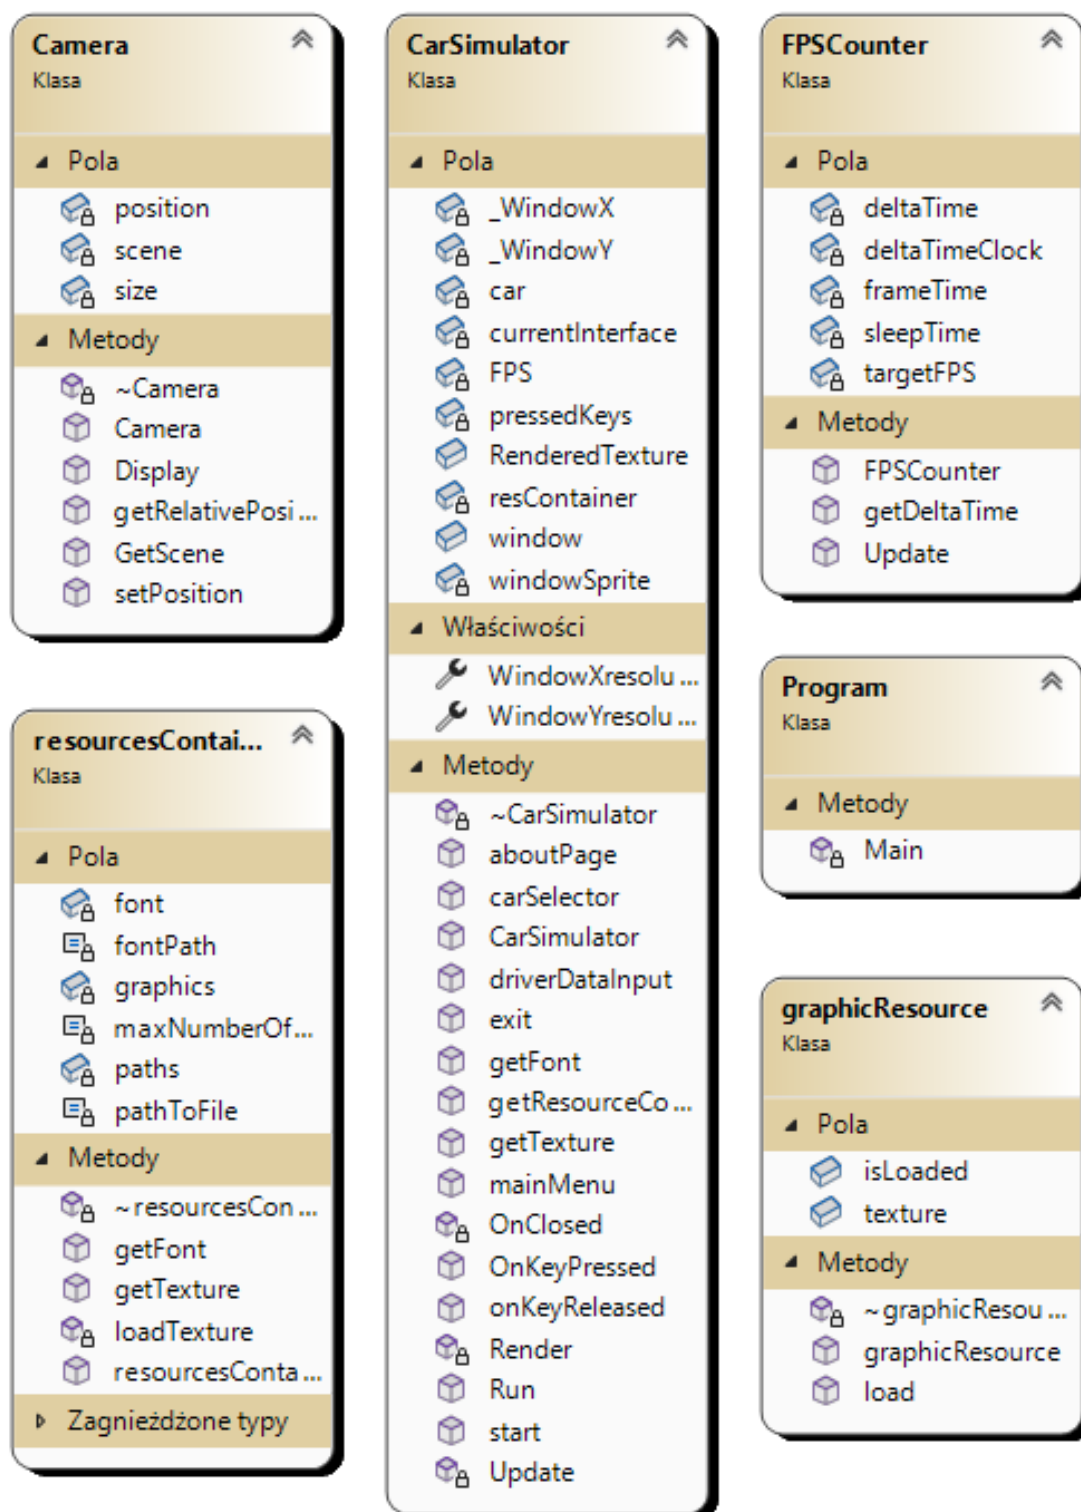 Camera
Klasa
Pola
position
scene
size
Metody
~Camera
Camera
Display
getRelativePosi ...
GetScene
setPosition
resourcesContai...
Klasa
Pola
font
fontPath
graphics
maxNumberOf...
paths
pathToFile
Metody
~resourcesCon ...
getFont
getTexture
loadTexture
resourcesConta ...
Zagnieżdżone typy
CarSimulator
Klasa
Pola
_WindowX
_WindowY
car
currentInterface
FPS
pressedKeys
RenderedTexture
resContainer
window
windowSprite
Właściwości
WindowXresolu ...
WindowYresolu ...
Metody
~CarSimulator
aboutPage
carSelector
CarSimulator
driverDataInput
exit
getFont
getResourceCo ...
getTexture
mainMenu
OnClosed
OnKeyPressed
onKeyReleased
Render
Run
start
Update
FPSCounter
Klasa
Pola
deltaTime
deltaTimeClock
frameTime
sleepTime
targetFPS
Metody
FPSCounter
getDeltaTime
Update
Program
Klasa
Metody
Main
graphicResource
Klasa
Pola
isLoaded
texture
Metody
~graphicResou ...
graphicResource
load